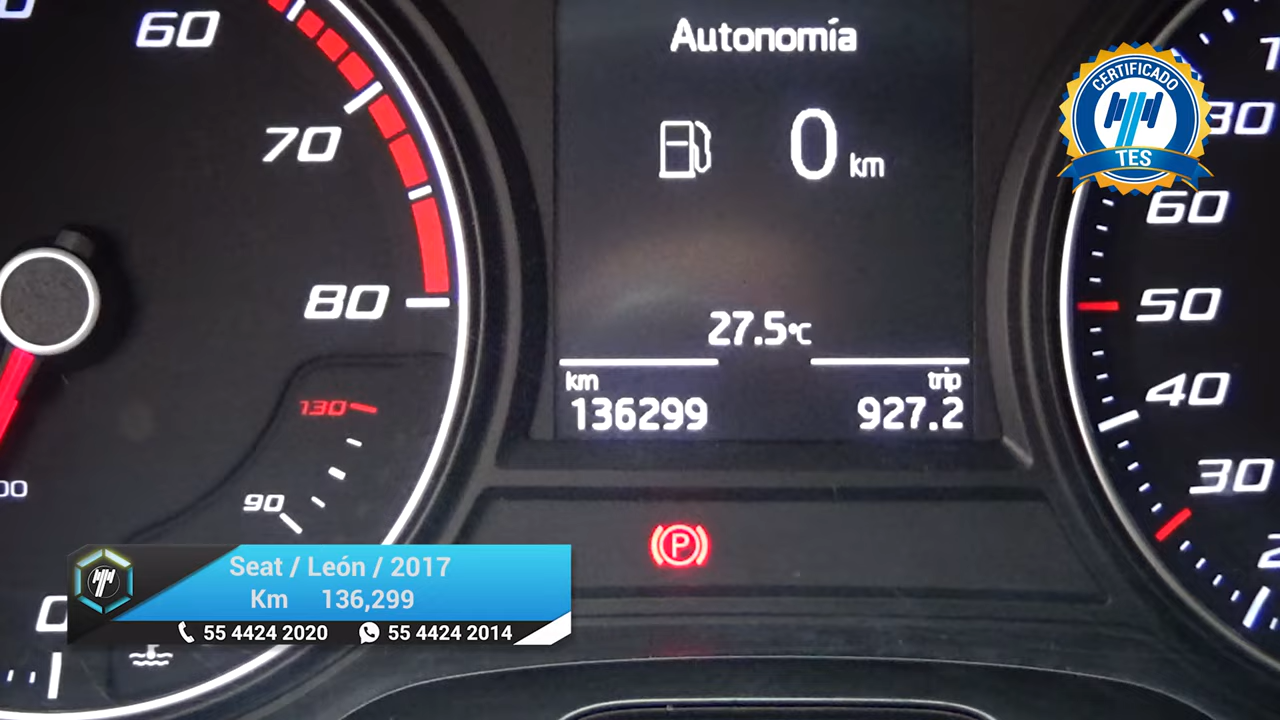 60
70
80
130
90
0
Autonomía
0 km
27.5°C
km
trip
136299
927.2
P
CERTIFICADO
TES
60
50
40
30
Seat / León / 2017
Km 136,299
55 4424 2020 55 4424 2014